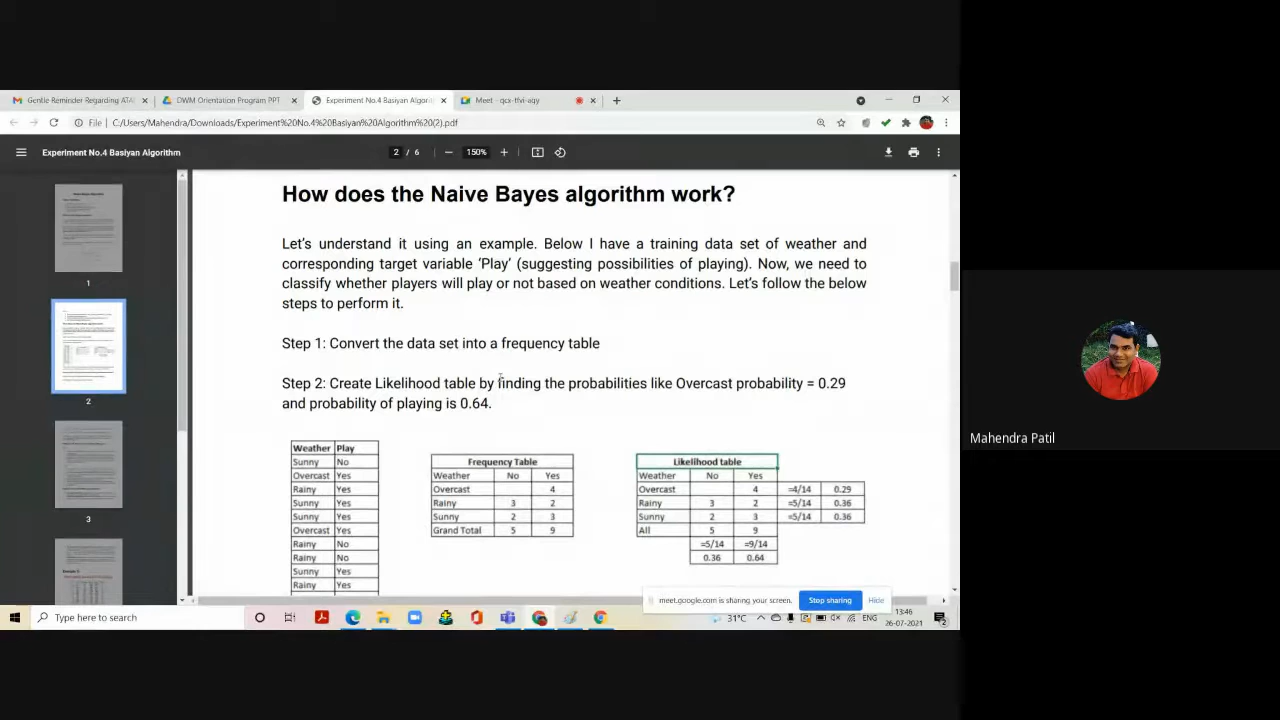 Gentle Reminder Regarding ATA
DWM Orientation Program PPT
Experiment No.4 Basiyan Algori
Meet - qcx-tfvi-aqy
File
C:/Users/Mahendra/Downloads/Experiment%20No.4%20Basiyan%20Algorithm%20(2).pdf
Experiment No.4 Basiyan Algorithm
2 / 6
150%
1
2
3
How does the Naive Bayes algorithm work?
Let's understand it using an example. Below I have a training data set of weather and
corresponding target variable ‘Play’ (suggesting possibilities of playing). Now, we need to
classify whether players will play or not based on weather conditions. Let's follow the below
steps to perform it.
Step 1: Convert the data set into a frequency table
Step 2: Create Likelihood table by finding the probabilities like Overcast probability = 0.29
and probability of playing is 0.64.
Weather Play
Sunny No
Overcast Yes
Rainy Yes
Sunny Yes
Sunny Yes
Overcast Yes
Rainy No
Rainy No
Sunny Yes
Rainy Yes
Frequency Table
Weather No Yes
Overcast 4
Rainy 3 2
Sunny 2 3
Grand Total 5 9
Likelihood table
Weather No Yes
Overcast 4 =4/14 0.29
Rainy 3 2 =5/14 0.36
Sunny 2 3 =5/14 0.36
All 5 9
=5/14 =9/14
0.36 0.64
meet.google.com is sharing your screen.
Stop sharing
Hide
Type here to search
31°C
ENG
13:46
26-07-2021
2
Mahendra Patil